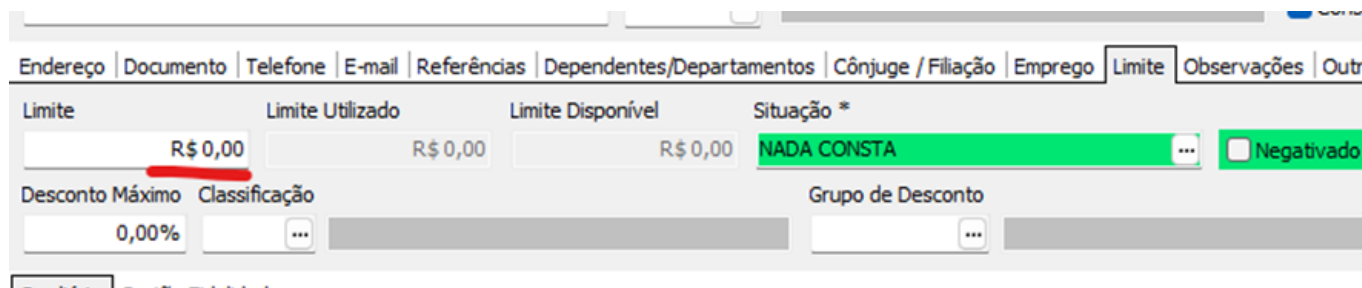 Endereço Documento Telefone E-mail Referências Dependentes/Departamentos Cônjuge / Filiação Emprego Limite Observações
Limite Limite Utilizado Limite Disponível Situação *
R$ 0,00 R$ 0,00 R$ 0,00 NADA CONSTA ... Negativado
Desconto Máximo Classificação Grupo de Desconto
0,00% ... ...